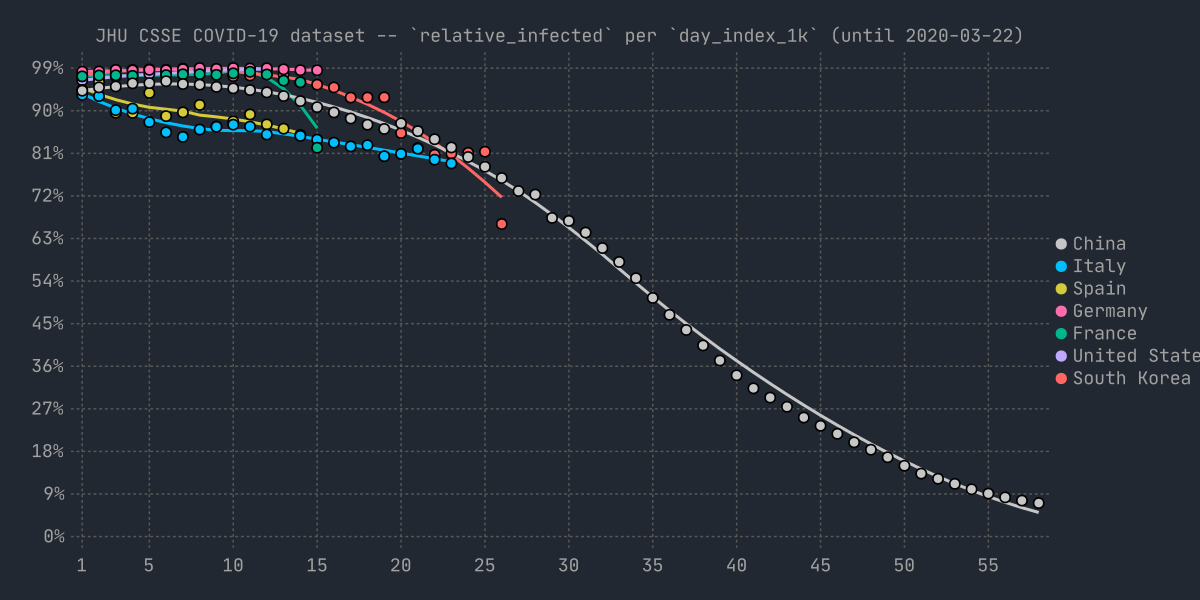 JHU CSSE COVID-19 dataset -- `relative_infected` per `day_index_1k` (until 2020-03-22)
99%
90%
81%
72%
63%
54%
45%
36%
27%
18%
9%
0%
1 5 10 15 20 25 30 35 40 45 50 55
China
Italy
Spain
Germany
France
United State
South Korea